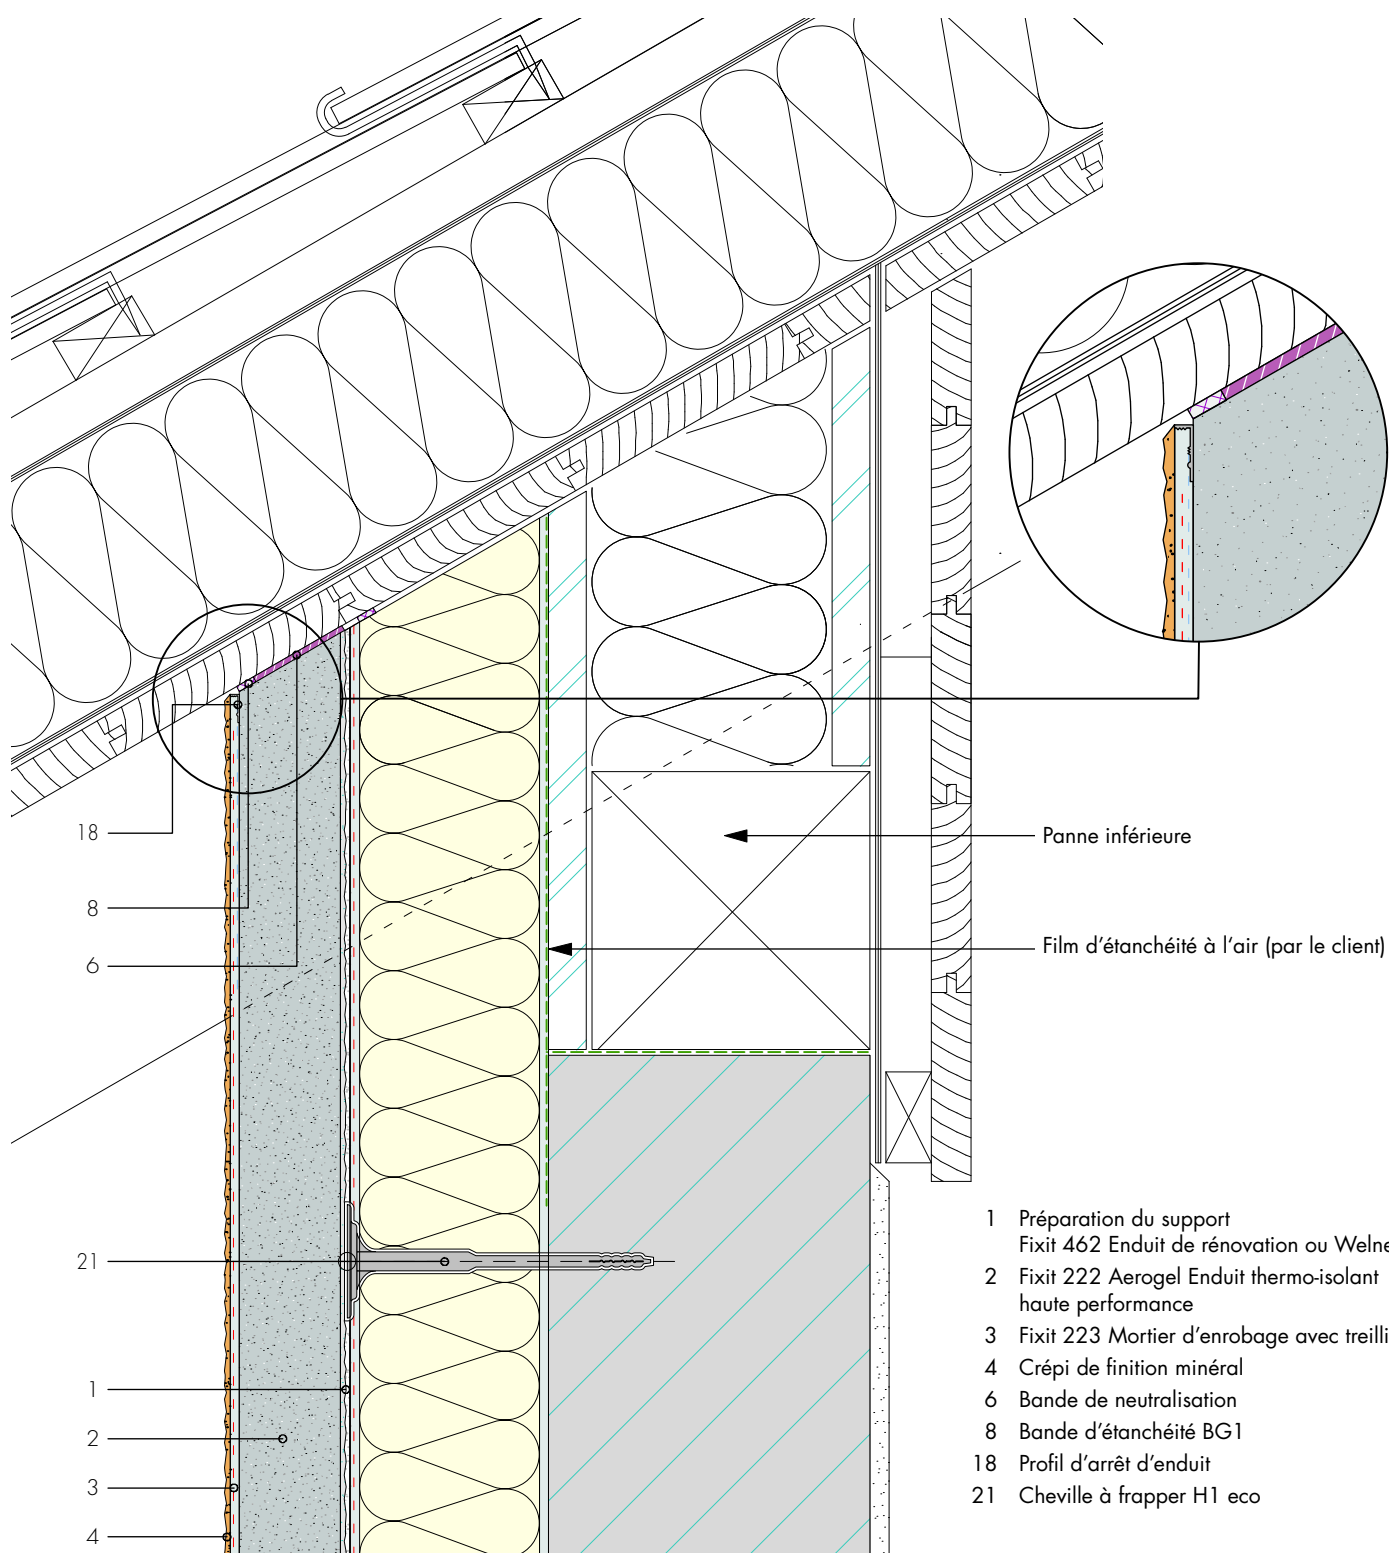 18
8
6
21
1
2
3
4
Panne inférieure
Film d'étanchéité à l'air (par le client)
1 Préparation du support
Fixit 462 Enduit de rénovation ou Welne
2 Fixit 222 Aerogel Enduit thermo-isolant
haute performance
3 Fixit 223 Mortier d'enrobage avec treilli
4 Crépi de finition minéral
6 Bande de neutralisation
8 Bande d'étanchéité BG1
18 Profil d'arrêt d'enduit
21 Cheville à frapper H1 eco